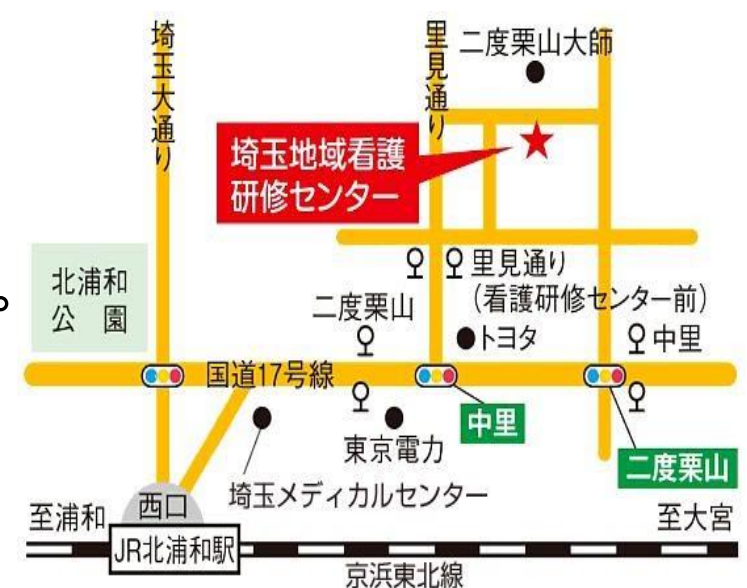 埼玉大通り
里見通り
二度栗山大師
埼玉地域看護
研修センター
北浦和
公 園
里見通り
(看護研修センター前)
二度栗山
トヨタ
中里
国道17号線
中里
東京電力
二度栗山
埼玉メディカルセンター
至浦和
西口
至大宮
JR北浦和駅
京浜東北線